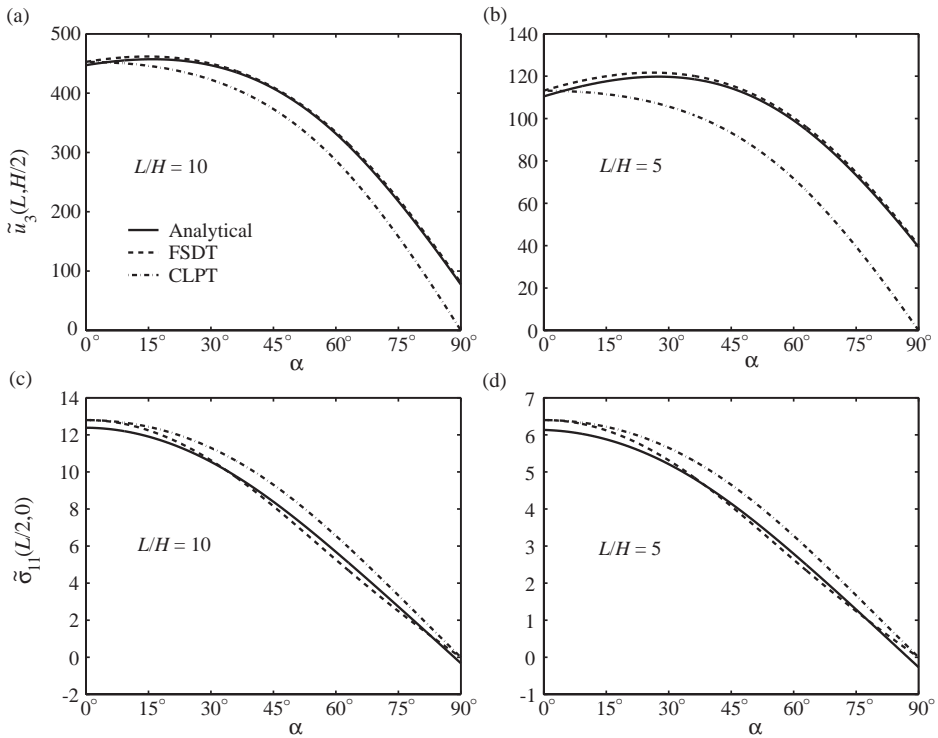 (a)
500
400
300
200
100
0
ũ₃(L,H/2)
L/H = 10
Analytical
FSDT
CLPT
0° 15° 30° 45° 60° 75° 90°
α
(b)
140
120
100
80
60
40
20
0
L/H = 5
0° 15° 30° 45° 60° 75° 90°
α
(c)
14
12
10
8
6
4
2
0
-2
σ̃₁₁(L/2,0)
L/H = 10
0° 15° 30° 45° 60° 75° 90°
α
(d)
7
6
5
4
3
2
1
0
-1
L/H = 5
0° 15° 30° 45° 60° 75° 90°
α